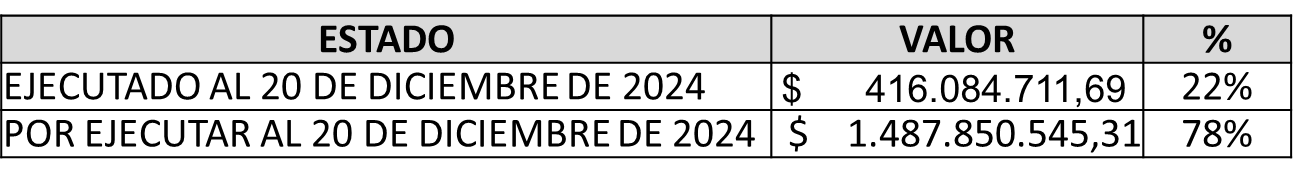 ESTADO VALOR %
EJECUTADO AL 20 DE DICIEMBRE DE 2024 $ 416.084.711,69 22%
POR EJECUTAR AL 20 DE DICIEMBRE DE 2024 $ 1.487.850.545,31 78%